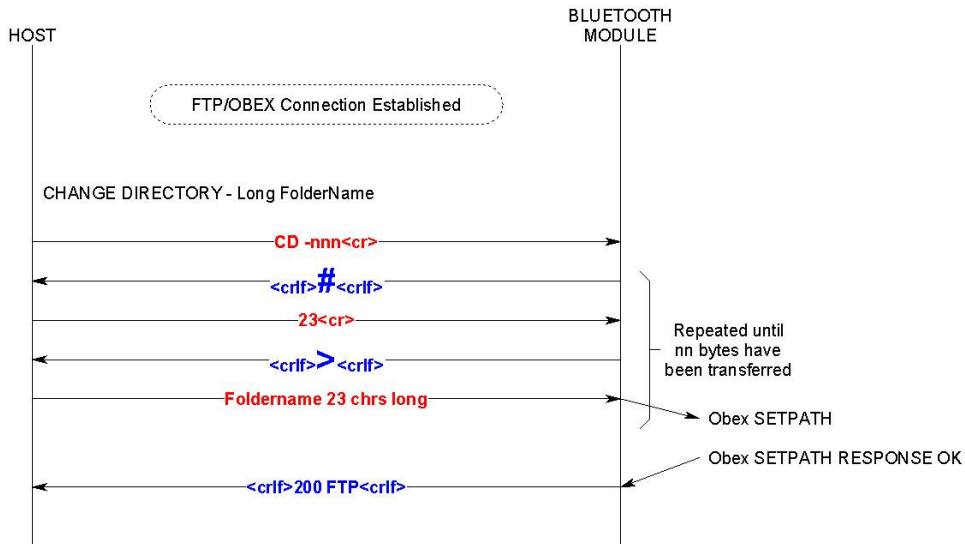 HOST
BLUETOOTH
MODULE
FTP/OBEX Connection Established
CHANGE DIRECTORY - Long FolderName
CD -nnn<cr>
<crlf>#<crlf>
23<cr>
<crlf>><crlf>
Foldername 23 chrs long
Repeated until
nn bytes have
been transferred
Obex SETPATH
Obex SETPATH RESPONSE OK
<crlf>200 FTP<crlf>